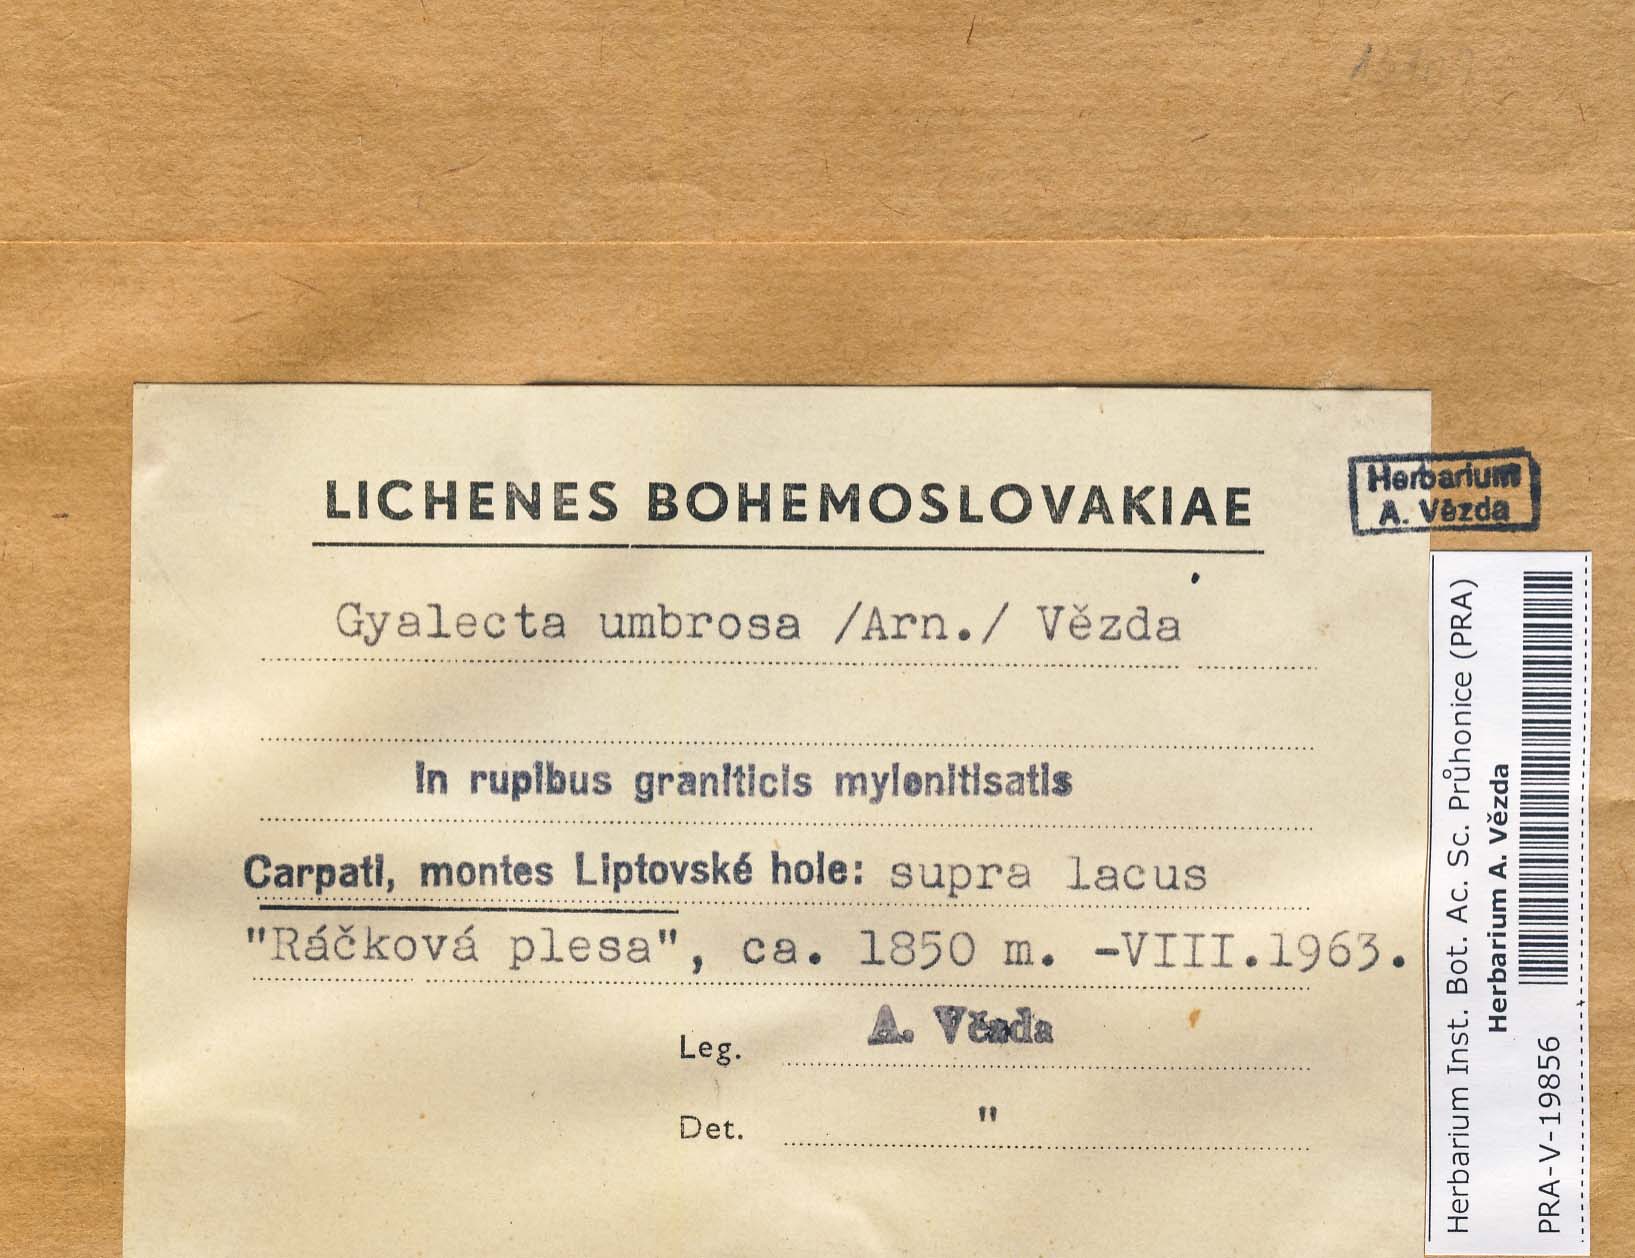 LICHENES BOHEMOSLOVAKIAE
Herbarium
A. Vězda
Gyalecta umbrosa /Arn./ Vězda
In rupibus graniticis mylonitisatis
Carpati, montes Liptovské hole: supra lacus
"Ráčková plesa", ca. 1850 m. -VIII.1963.
Leg. A. Vězda
Det. "
Herbarium Inst. Bot. Ac. Sc. Průhonice (PRA)
Herbarium A. Vězda
PRA-V-19856